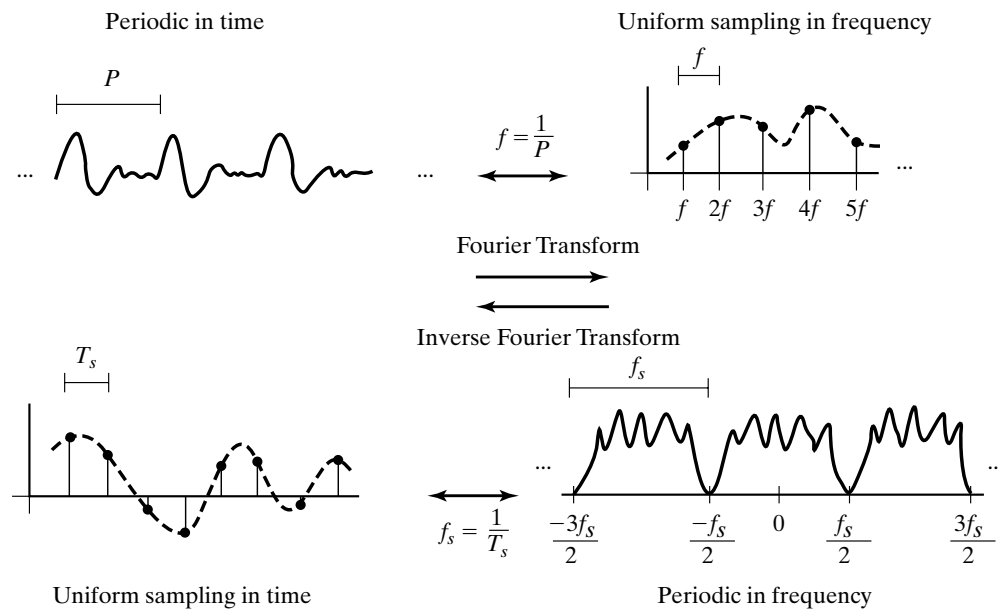 Periodic in time
Uniform sampling in frequency
P
f
f = 1/P
...
...
...
f 2f 3f 4f 5f
Fourier Transform
Inverse Fourier Transform
T_s
f_s
...
...
f_s = 1/T_s
-3f_s/2 -f_s/2 0 f_s/2 3f_s/2
Uniform sampling in time
Periodic in frequency